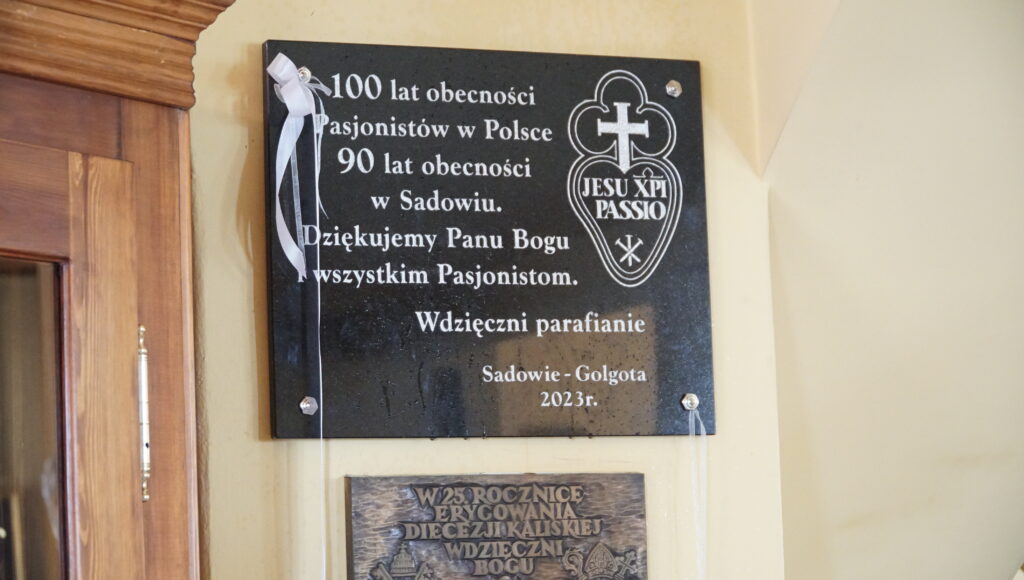 100 lat obecności
Pasjonistów w Polsce
90 lat obecności
w Sadowiu.
Dziękujemy Panu Bogu
i wszystkim Pasjonistom.
Wdzięczni parafianie
Sadowie - Golgota
2023r.
JESU XPI
PASSIO
W 25. ROCZNICĘ
ERYGOWANIA
DIECEZJI KALISKIEJ
WDZIĘCZNI
BOGU